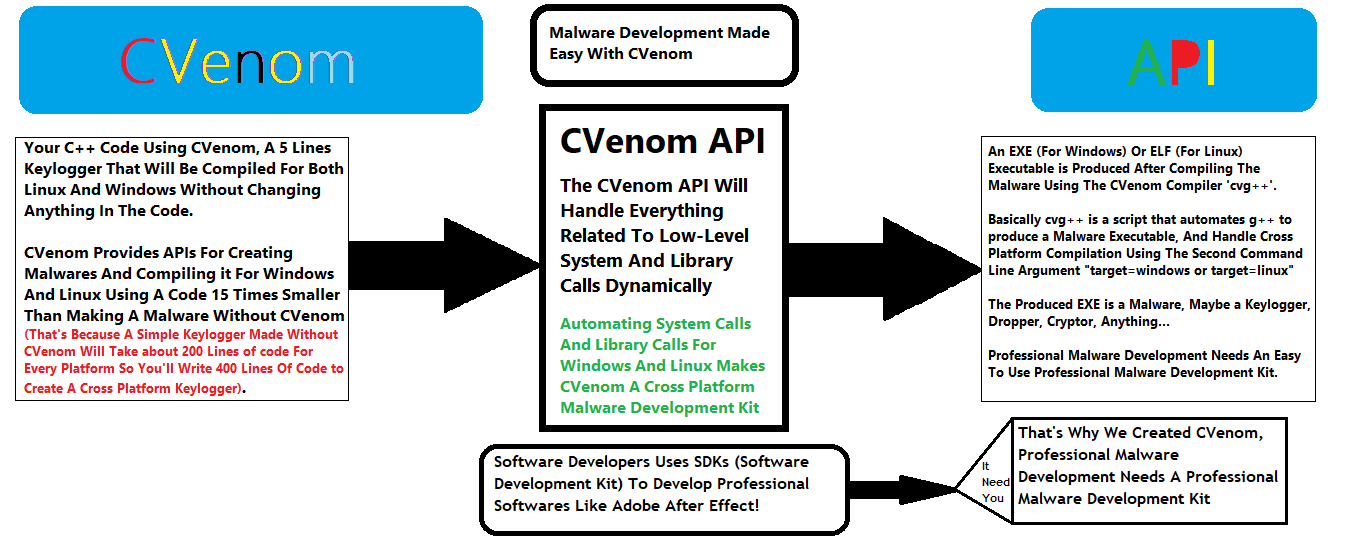 CVenom
Malware Development Made
Easy With CVenom
API
Your C++ Code Using CVenom, A 5 Lines
Keylogger That Will Be Compiled For Both
Linux And Windows Without Changing
Anything In The Code.
CVenom Provides APIs For Creating
Malwares And Compiling it For Windows
And Linux Using A Code 15 Times Smaller
Than Making A Malware Without CVenom
(That's Because A Simple Keylogger Made Without
CVenom Will Take about 200 Lines of code For
Every Platform So You'll Write 400 Lines Of Code to
Create A Cross Platform Keylogger).
CVenom API
The CVenom API Will
Handle Everything
Related To Low-Level
System And Library
Calls Dynamically
Automating System Calls
And Library Calls For
Windows And Linux Makes
CVenom A Cross Platform
Malware Development Kit
An EXE (For Windows) Or ELF (For Linux)
Executable is Produced After Compiling The
Malware Using The CVenom Compiler 'cvg++'.
Basically cvg++ is a script that automates g++ to
produce a Malware Executable, And Handle Cross
Platform Compilation Using The Second Command
Line Argument "target=windows or target=linux"
The Produced EXE is a Malware, Maybe a Keylogger,
Dropper, Cryptor, Anything...
Professional Malware Development Needs An Easy
To Use Professional Malware Development Kit.
Software Developers Uses SDKs (Software
Development Kit) To Develop Professional
Softwares Like Adobe After Effect!
It
Need
You
That's Why We Created CVenom,
Professional Malware
Development Needs A Professional
Malware Development Kit